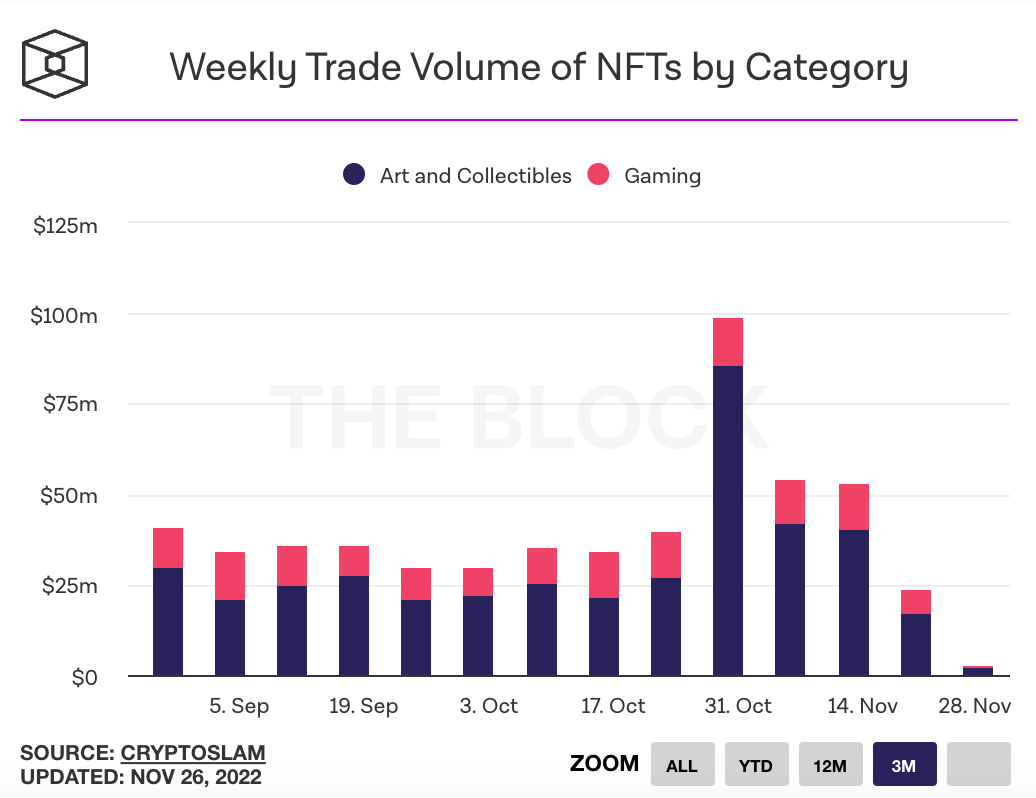 Weekly Trade Volume of NFTs by Category
Art and Collectibles Gaming
$125m
$100m
$75m
$50m
$25m
$0
THE BLOCK
5. Sep 19. Sep 3. Oct 17. Oct 31. Oct 14. Nov 28. Nov
SOURCE: CRYPTOSLAM
UPDATED: NOV 26, 2022
ZOOM ALL YTD 12M 3M